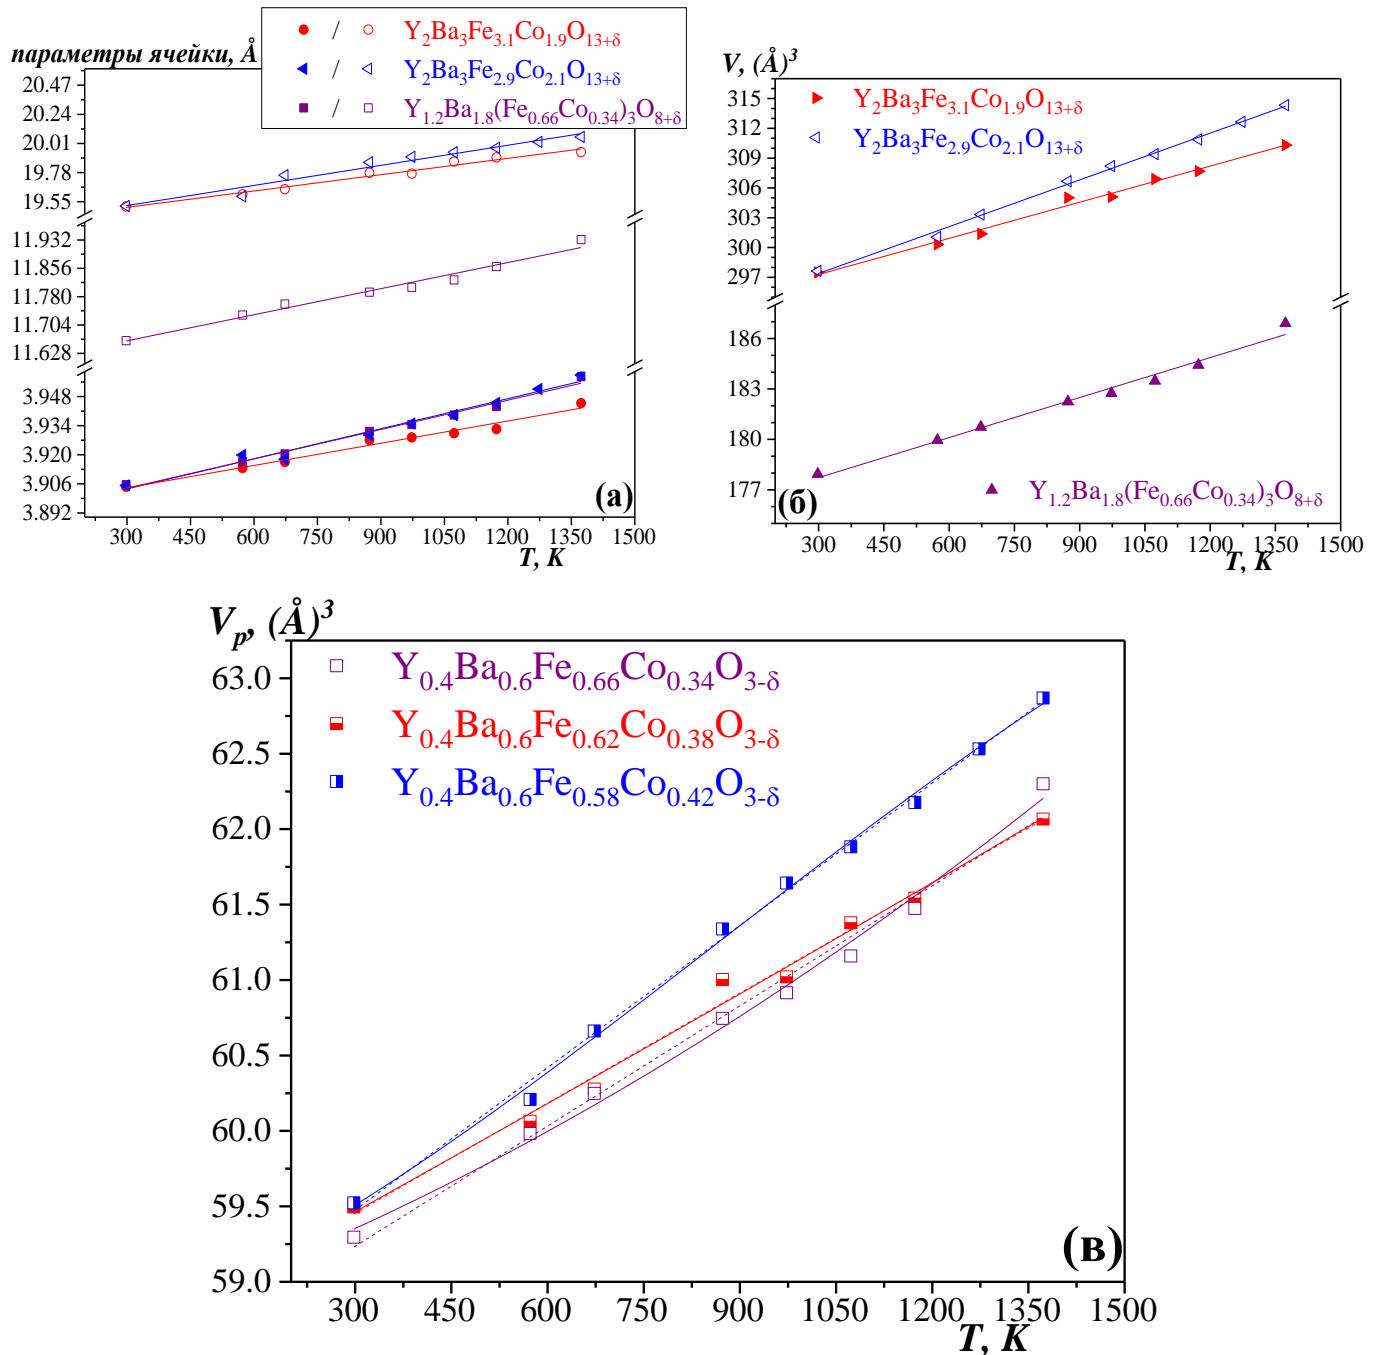 ● / ○ Y2Ba3Fe3.1Co1.9O13+δ
◄ / ◁ Y2Ba3Fe2.9Co2.1O13+δ
■ / □ Y1.2Ba1.8(Fe0.66Co0.34)3O8+δ
параметры ячейки, Å
20.47
20.24
20.01
19.78
19.55
11.932
11.856
11.780
11.704
11.628
3.948
3.934
3.920
3.906
3.892
(а)
300 450 600 750 900 1050 1200 1350 1500
T, K
V, (Å)3
Y2Ba3Fe3.1Co1.9O13+δ
Y2Ba3Fe2.9Co2.1O13+δ
315
312
309
306
303
300
297
186
183
180
177
Y1.2Ba1.8(Fe0.66Co0.34)3O8+δ
(б)
300 450 600 750 900 1050 1200 1350 1500
T, K
Vp, (Å)3
Y0.4Ba0.6Fe0.66Co0.34O3-δ
Y0.4Ba0.6Fe0.62Co0.38O3-δ
Y0.4Ba0.6Fe0.58Co0.42O3-δ
63.0
62.5
62.0
61.5
61.0
60.5
60.0
59.5
59.0
(в)
300 450 600 750 900 1050 1200 1350 1500
T, K